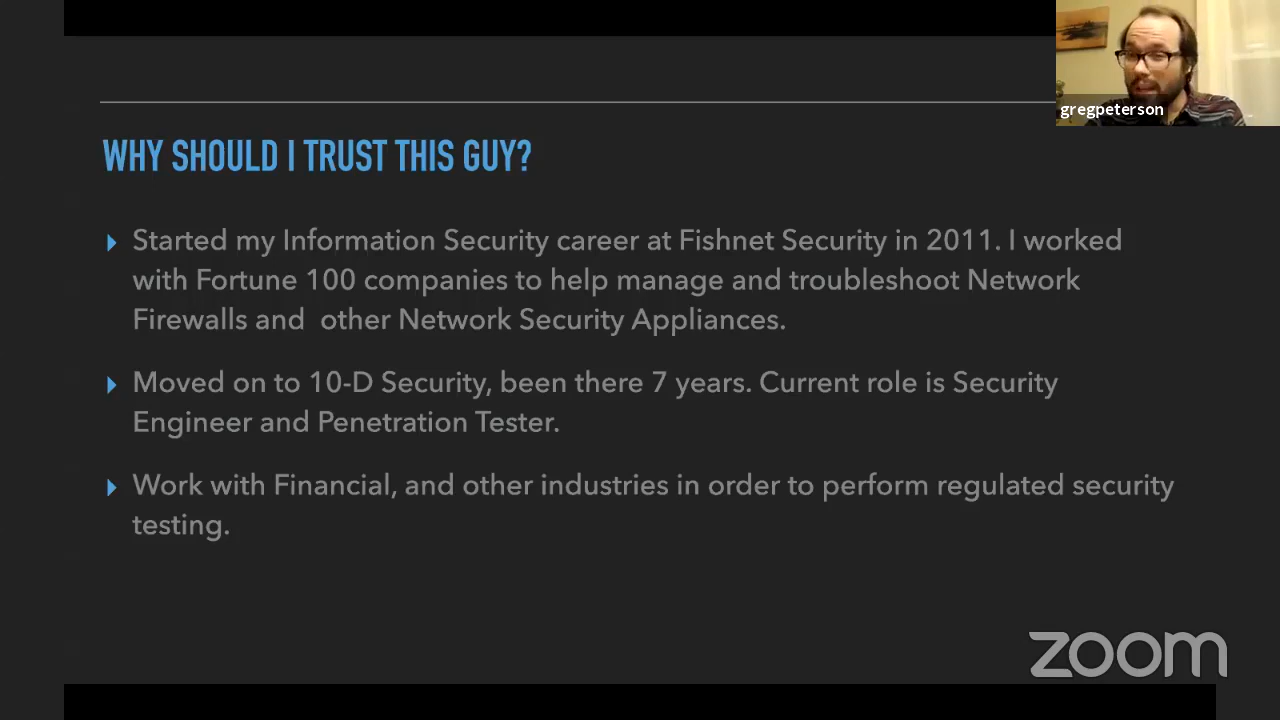 gregpeterson
WHY SHOULD I TRUST THIS GUY?
Started my Information Security career at Fishnet Security in 2011. I worked
with Fortune 100 companies to help manage and troubleshoot Network
Firewalls and  other Network Security Appliances.
Moved on to 10-D Security, been there 7 years. Current role is Security
Engineer and Penetration Tester.
Work with Financial, and other industries in order to perform regulated security
testing.
zoom